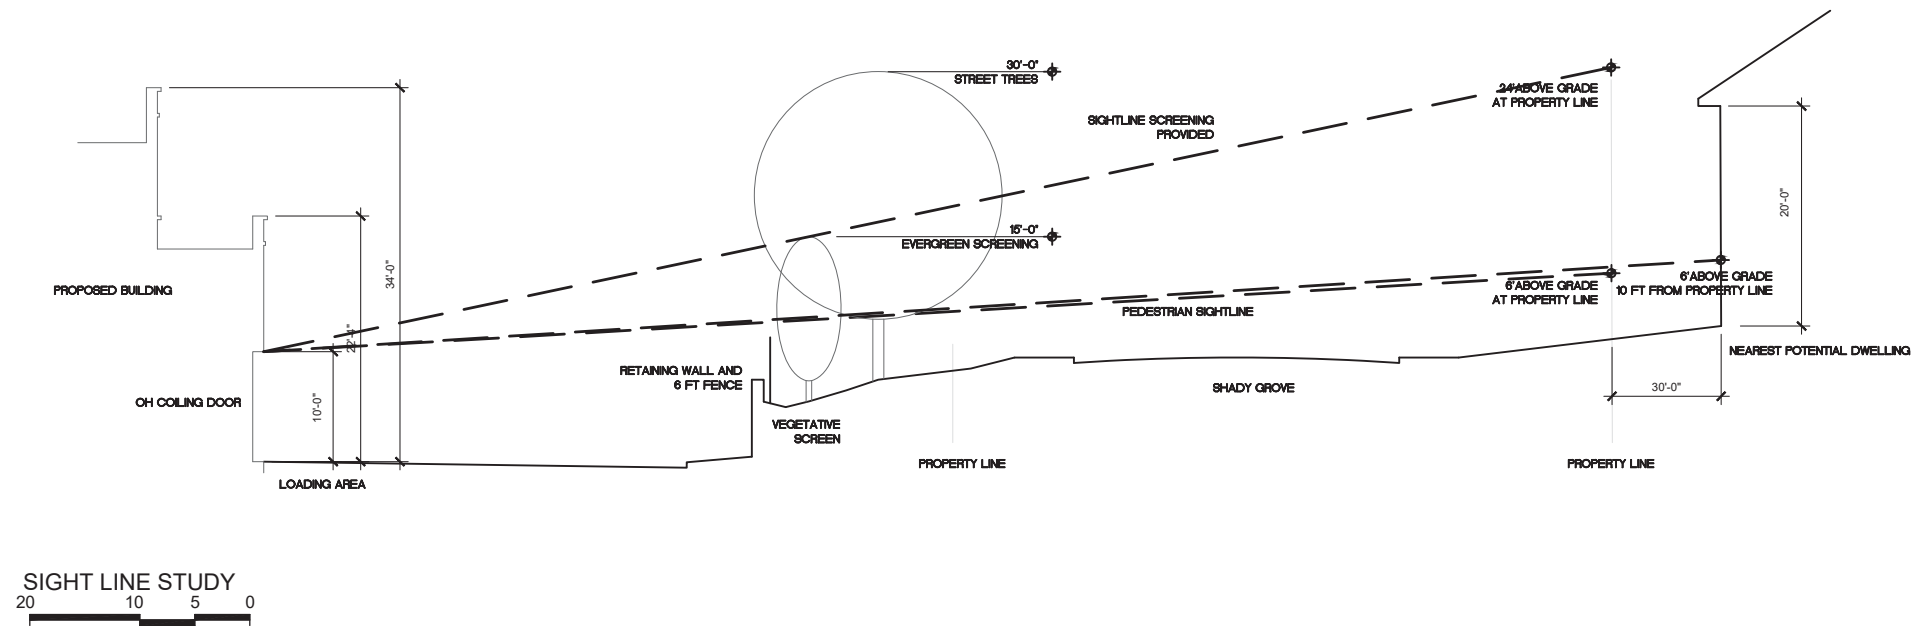 30'-0"
STREET TREES
24' ABOVE GRADE
AT PROPERTY LINE
SIGHTLINE SCREENING
PROVIDED
15'-0"
EVERGREEN SCREENING
20'-0"
34'-0"
PROPOSED BUILDING
6' ABOVE GRADE
10 FT FROM PROPERTY LINE
6' ABOVE GRADE
AT PROPERTY LINE
PEDESTRIAN SIGHTLINE
22'-4"
NEAREST POTENTIAL DWELLING
RETAINING WALL AND
6 FT FENCE
SHADY GROVE
30'-0"
OH COILING DOOR
10'-0"
VEGETATIVE
SCREEN
PROPERTY LINE
PROPERTY LINE
LOADING AREA
SIGHT LINE STUDY
20 10 5 0